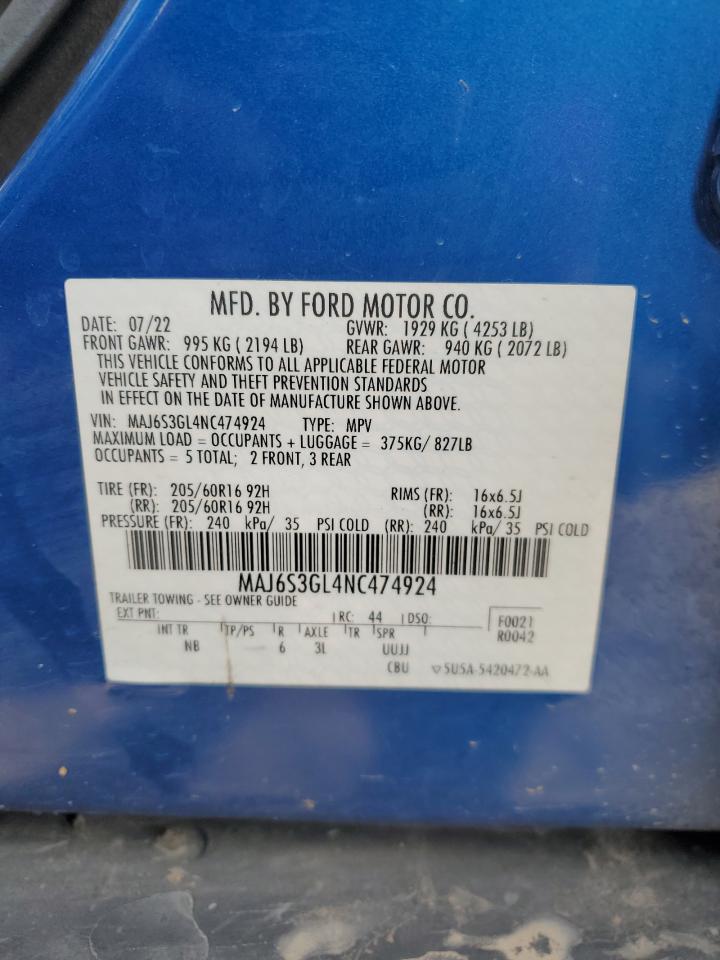 MFD. BY FORD MOTOR CO.
DATE: 07/22 GVWR: 1929 KG ( 4253 LB)
FRONT GAWR: 995 KG ( 2194 LB) REAR GAWR: 940 KG ( 2072 LB)
THIS VEHICLE CONFORMS TO ALL APPLICABLE FEDERAL MOTOR
VEHICLE SAFETY AND THEFT PREVENTION STANDARDS
IN EFFECT ON THE DATE OF MANUFACTURE SHOWN ABOVE.
VIN: MAJ6S3GL4NC474924 TYPE: MPV
MAXIMUM LOAD = OCCUPANTS + LUGGAGE = 375KG/ 827LB
OCCUPANTS = 5 TOTAL; 2 FRONT, 3 REAR
TIRE (FR): 205/60R16 92H RIMS (FR): 16x6.5J
(RR): 205/60R16 92H (RR): 16x6.5J
PRESSURE (FR): 240 kPa/ 35 PSI COLD (RR): 240 kPa/ 35 PSI COLD
MAJ6S3GL4NC474924
TRAILER TOWING - SEE OWNER GUIDE
EXT PNT: RC: 44 DSO: F0021
R0042
INT TR TP/PS R AXLE TR SPR
NB 6 3L UUJJ
CBU 5U5A-5420472-AA